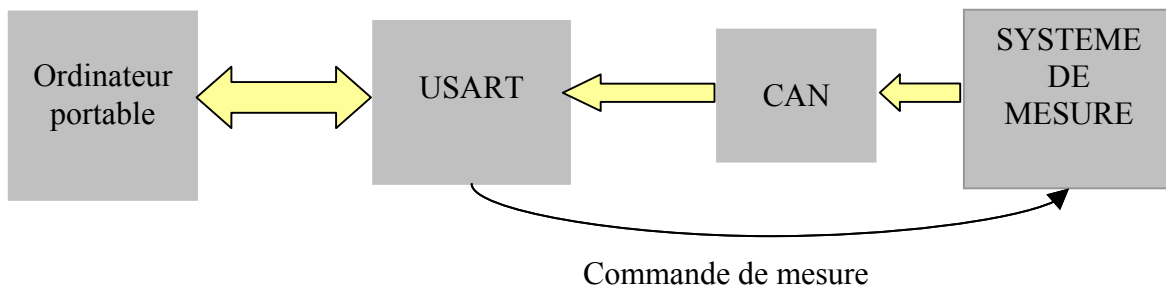 Ordinateur
portable
USART
CAN
SYSTEME
DE
MESURE
Commande de mesure